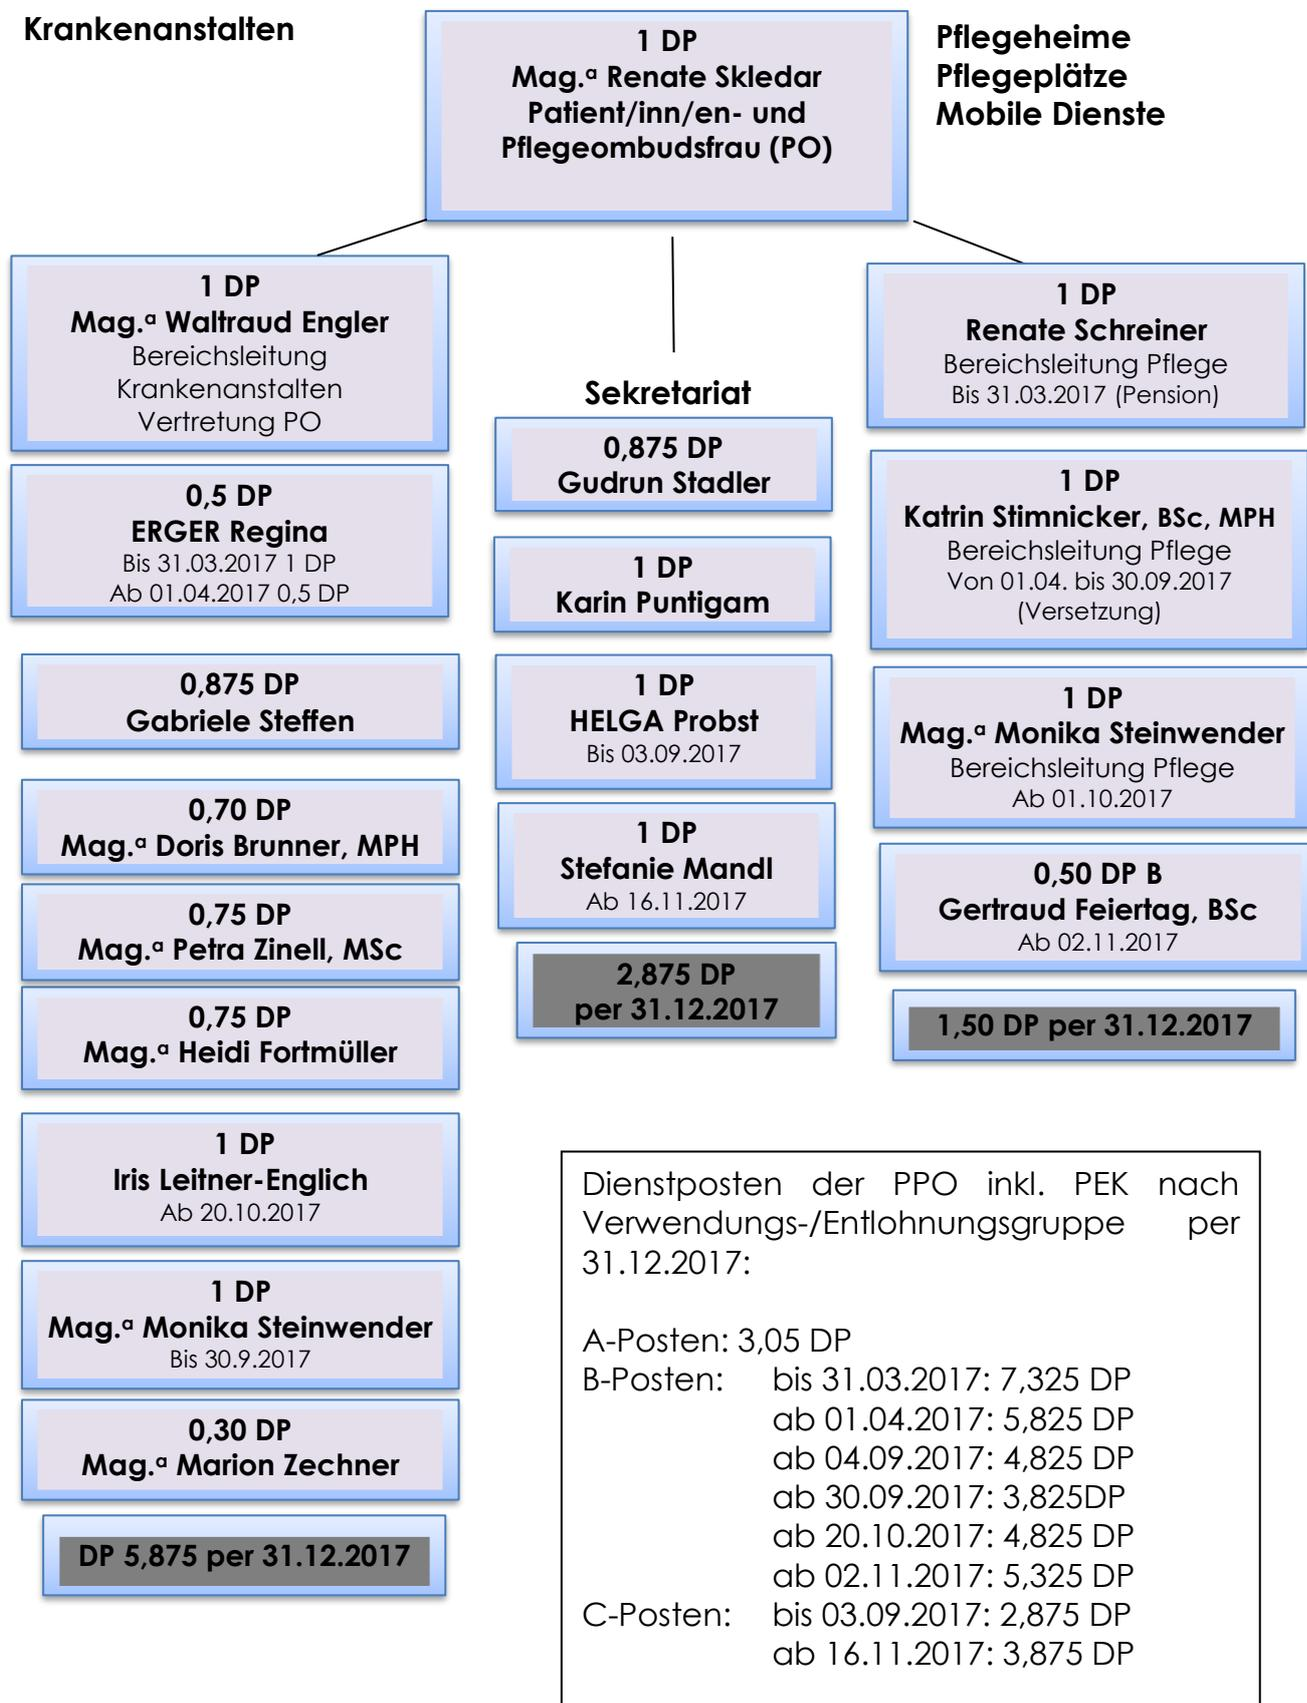 Krankenanstalten
1 DP
Mag.ª Renate Skledar
Patient/inn/en- und
Pflegeombudsfrau (PO)
Pflegeheime
Pflegeplätze
Mobile Dienste
1 DP
Mag.ª Waltraud Engler
Bereichsleitung
Krankenanstalten
Vertretung PO
0,5 DP
ERGER Regina
Bis 31.03.2017 1 DP
Ab 01.04.2017 0,5 DP
0,875 DP
Gabriele Steffen
0,70 DP
Mag.ª Doris Brunner, MPH
0,75 DP
Mag.ª Petra Zinell, MSc
0,75 DP
Mag.ª Heidi Fortmüller
1 DP
Iris Leitner-Englich
Ab 20.10.2017
1 DP
Mag.ª Monika Steinwender
Bis 30.9.2017
0,30 DP
Mag.ª Marion Zechner
DP 5,875 per 31.12.2017
Sekretariat
0,875 DP
Gudrun Stadler
1 DP
Karin Puntigam
1 DP
HELGA Probst
Bis 03.09.2017
1 DP
Stefanie Mandl
Ab 16.11.2017
2,875 DP
per 31.12.2017
1 DP
Renate Schreiner
Bereichsleitung Pflege
Bis 31.03.2017 (Pension)
1 DP
Katrin Stimnicker, BSc, MPH
Bereichsleitung Pflege
Von 01.04. bis 30.09.2017
(Versetzung)
1 DP
Mag.ª Monika Steinwender
Bereichsleitung Pflege
Ab 01.10.2017
0,50 DP B
Gertraud Feiertag, BSc
Ab 02.11.2017
1,50 DP per 31.12.2017
Dienstposten der PPO inkl. PEK nach
Verwendungs-/Entlohnungsgruppe per
31.12.2017:
A-Posten: 3,05 DP
B-Posten: bis 31.03.2017: 7,325 DP
ab 01.04.2017: 5,825 DP
ab 04.09.2017: 4,825 DP
ab 30.09.2017: 3,825DP
ab 20.10.2017: 4,825 DP
ab 02.11.2017: 5,325 DP
C-Posten: bis 03.09.2017: 2,875 DP
ab 16.11.2017: 3,875 DP